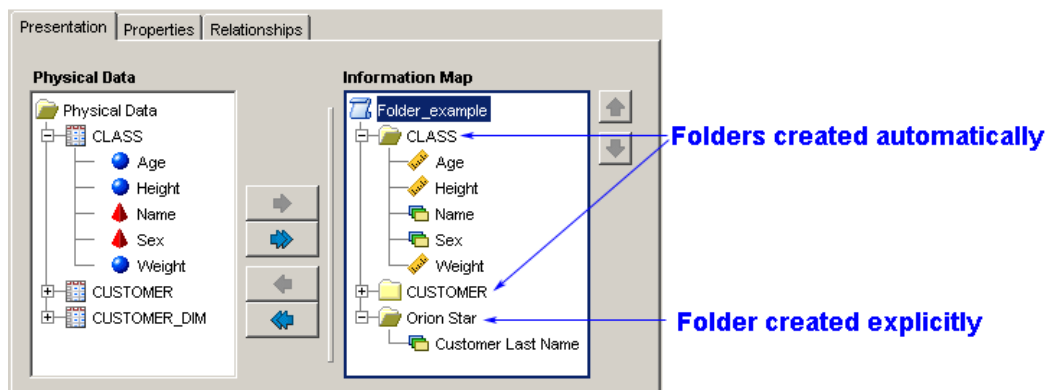 Presentation Properties Relationships
Physical Data
Physical Data
CLASS
Age
Height
Name
Sex
Weight
CUSTOMER
CUSTOMER_DIM
Information Map
Folder_example
CLASS
Age
Height
Name
Sex
Weight
CUSTOMER
Orion Star
Customer Last Name
Folders created automatically
Folder created explicitly